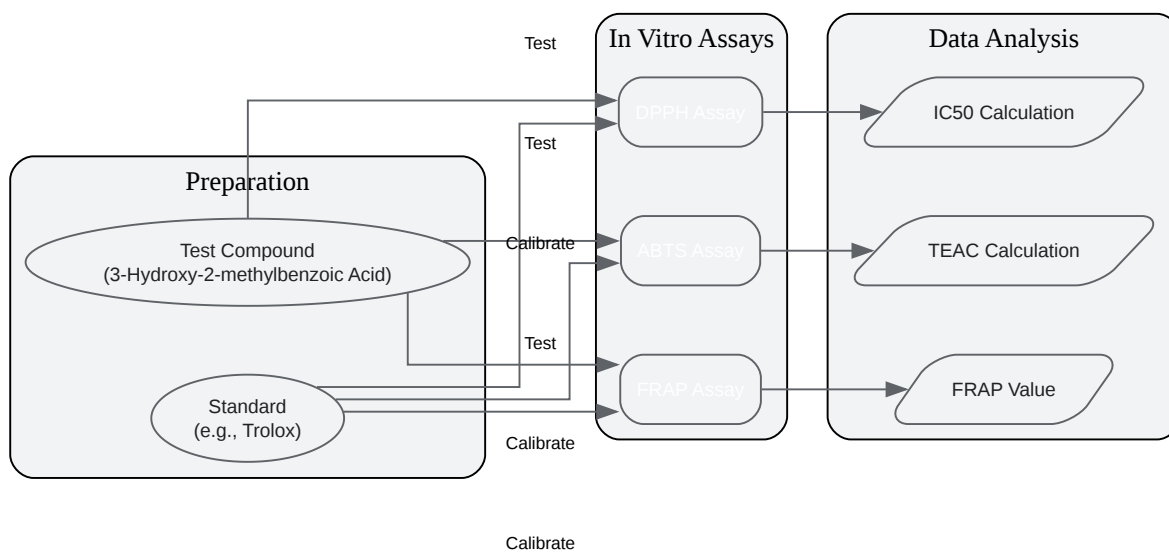 Test
In Vitro Assays
Data Analysis
DPPH Assay
IC50 Calculation
Test
Preparation
Test Compound
(3-Hydroxy-2-methylbenzoic Acid)
Calibrate
ABTS Assay
TEAC Calculation
Test
FRAP Assay
FRAP Value
Standard
(e.g., Trolox)
Calibrate
Calibrate